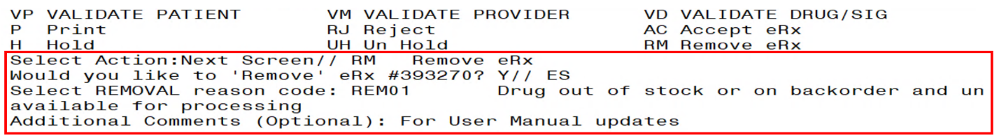 VP VALIDATE PATIENT VM VALIDATE PROVIDER VD VALIDATE DRUG/SIG
P Print RJ Reject AC Accept eRx
H Hold UH Un Hold RM Remove eRx
Select Action:Next Screen// RM Remove eRx
Would you like to 'Remove' eRx #393270? Y// ES
Select REMOVAL reason code: REM01 Drug out of stock or on backorder and un
available for processing
Additional Comments (Optional): For User Manual updates